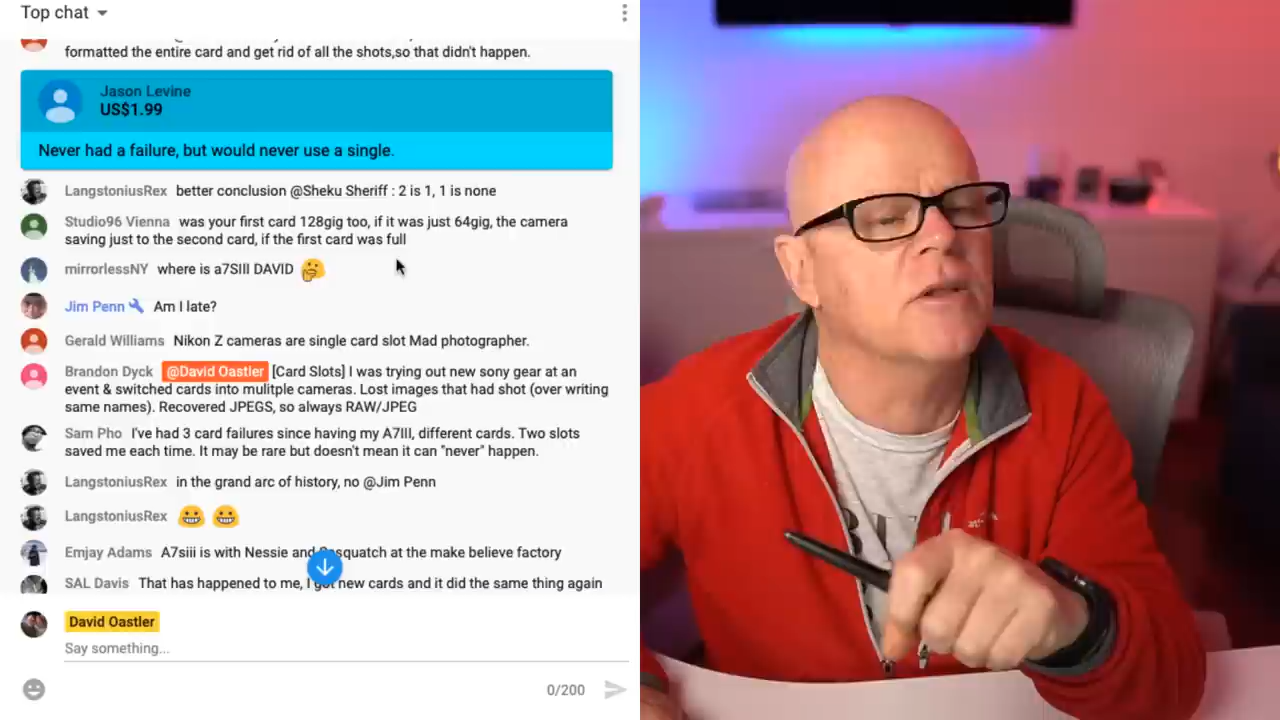 Top chat
formatted the entire card and get rid of all the shots,so that didn't happen.
Jason Levine
US$1.99
Never had a failure, but would never use a single.
LangstoniusRex better conclusion @Sheku Sheriff : 2 is 1, 1 is none
Studio96 Vienna was your first card 128gig too, if it was just 64gig, the camera
saving just to the second card, if the first card was full
mirrorlessNY where is a7SIII DAVID 🤔
Jim Penn Am I late?
Gerald Williams Nikon Z cameras are single card slot Mad photographer.
Brandon Dyck @David Oastler [Card Slots] I was trying out new sony gear at an
event & switched cards into mulitple cameras. Lost images that had shot (over writing
same names). Recovered JPEGS, so always RAW/JPEG
Sam Pho I've had 3 card failures since having my A7III, different cards. Two slots
saved me each time. It may be rare but doesn't mean it can "never" happen.
LangstoniusRex in the grand arc of history, no @Jim Penn
LangstoniusRex 😀 😀
Emjay Adams A7siii is with Nessie and Sasquatch at the make believe factory
SAL Davis That has happened to me, I got new cards and it did the same thing again
David Oastler
Say something...
0/200